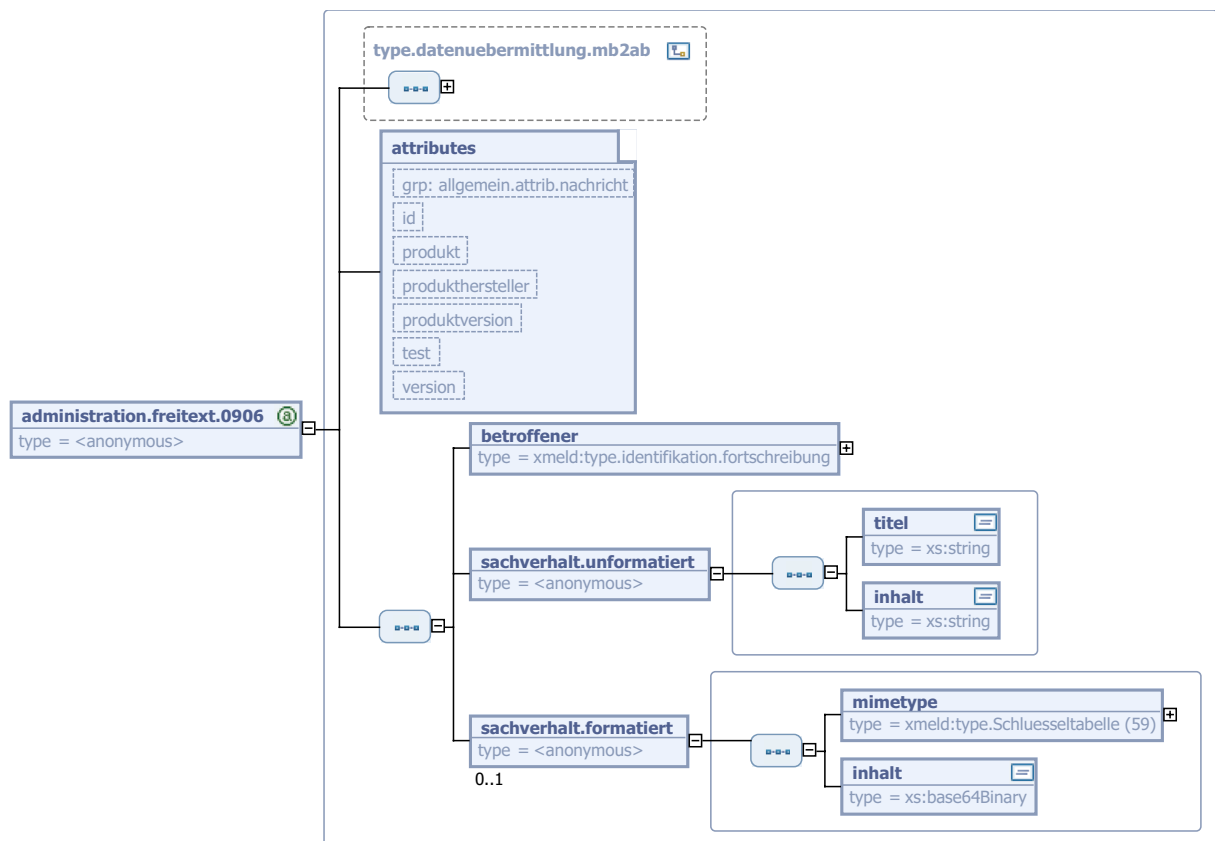 type.datenuebermittlung.mb2ab
attributes
grp: allgemein.attrib.nachricht
id
produkt
produkthersteller
produktversion
test
version
administration.freitext.0906 a
type = <anonymous>
betroffener
type = xmeld:type.identifikation.fortschreibung
titel
type = xs:string
sachverhalt.unformatiert
type = <anonymous>
inhalt
type = xs:string
mimetype
type = xmeld:type.Schluesseltabelle (59)
sachverhalt.formatiert
type = <anonymous>
0..1
inhalt
type = xs:base64Binary